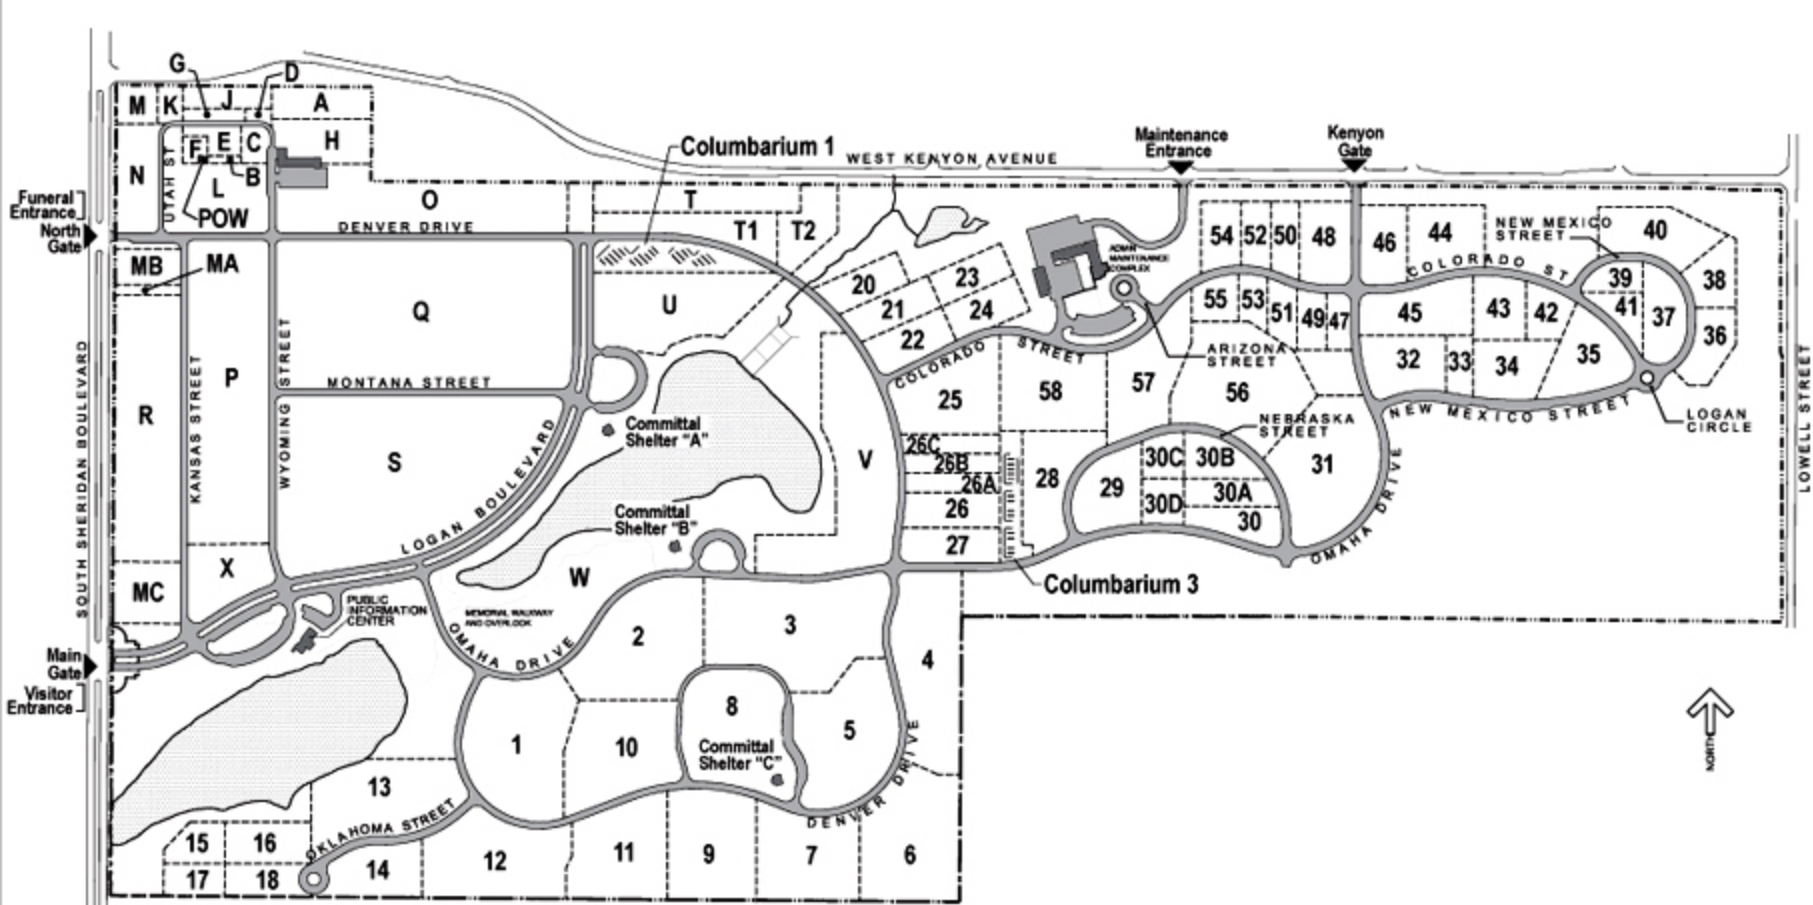 G
D
M
K
J
A
F
E
C
H
N
B
L
POW
UTAH ST
Funeral
Entrance
North
Gate
O
DENVER DRIVE
Columbarium 1
WEST KENYON AVENUE
Maintenance
Entrance
Kenyon
Gate
T
T1
T2
MB
MA
R
P
Q
U
KANSAS STREET
WYOMING STREET
MONTANA STREET
SOUTH SHERIDAN BOULEVARD
S
LOGAN BOULEVARD
Committal
Shelter "A"
Committal
Shelter "B"
V
W
X
MC
PUBLIC
INFORMATION
CENTER
MEMORIAL WALKWAY
AND OVERLOOK
OMAHA DRIVE
Main
Gate
Visitor
Entrance
20
21
22
23
24
ADMIN
MAINTENANCE
COMPLEX
COLORADO STREET
ARIZONA
STREET
54
52
50
48
46
44
NEW MEXICO
STREET
40
COLORADO ST
39
38
55
53
51
49
47
45
43
42
41
37
36
32
33
34
35
NEW MEXICO STREET
LOGAN
CIRCLE
LOWELL STREET
25
58
57
56
NEBRASKA
STREET
26C
26B
26A
26
27
28
29
30C
30B
30A
30D
30
31
OMAHA DRIVE
Columbarium 3
2
3
4
1
10
8
5
Committal
Shelter "C"
DENVER DRIVE
13
OKLAHOMA STREET
15
16
17
18
14
12
11
9
7
6
NORTH